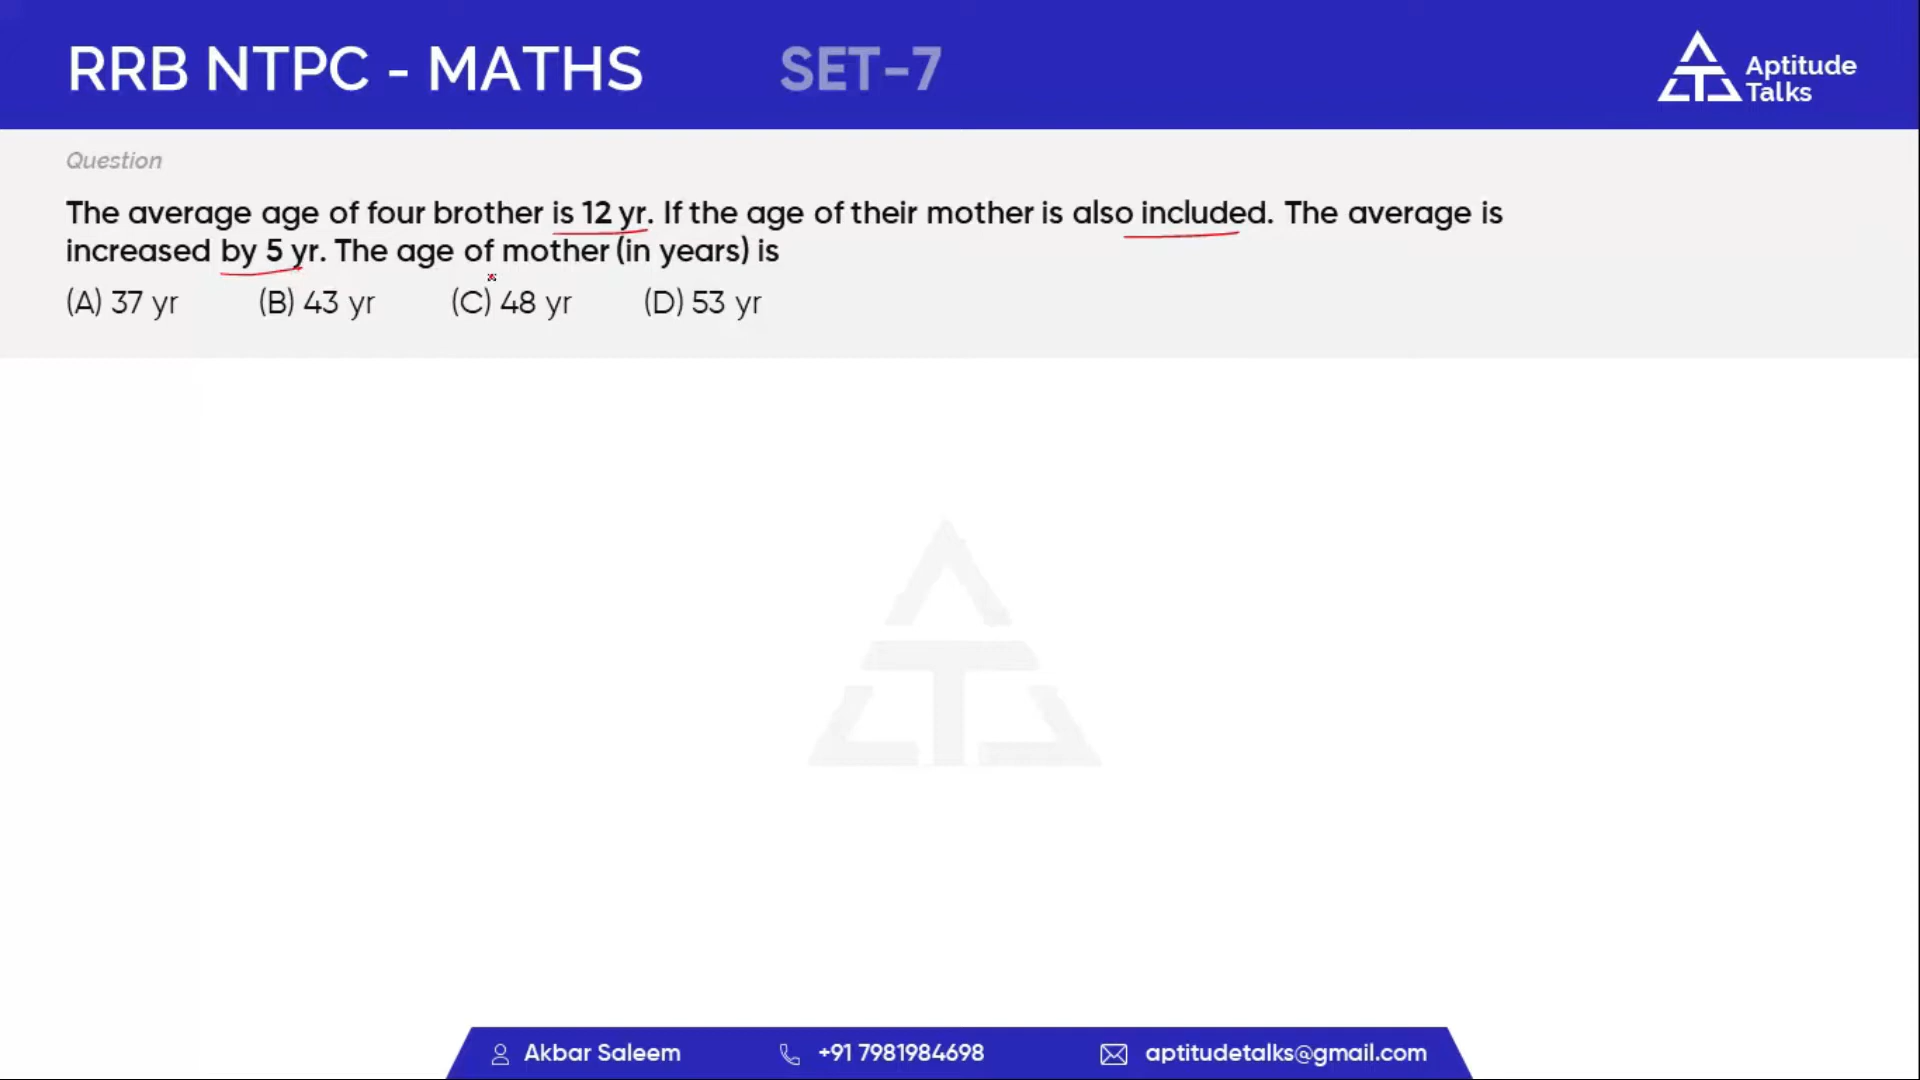 RRB NTPC - MATHS SET-7
Aptitude
Talks
Question
The average age of four brother is 12 yr. If the age of their mother is also included. The average is
increased by 5 yr. The age of mother (in years) is
(A) 37 yr (B) 43 yr (C) 48 yr (D) 53 yr
Akbar Saleem +91 7981984698 aptitudetalks@gmail.com